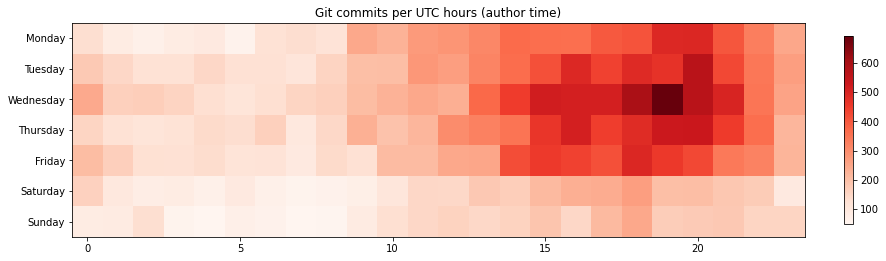 Git commits per UTC hours (author time)
Monday
Tuesday
Wednesday
Thursday
Friday
Saturday
Sunday
0 5 10 15 20
600
500
400
300
200
100